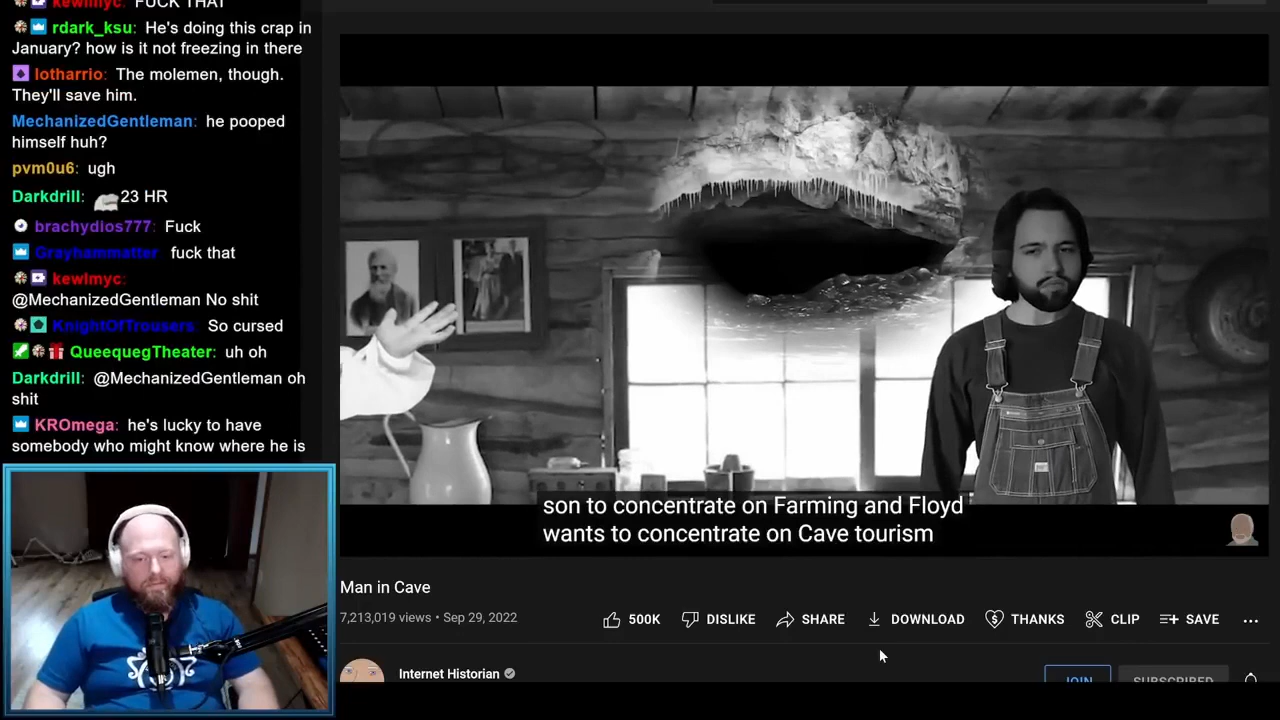 kewlmyc: FUCK THAT
rdark_ksu: He's doing this crap in
January? how is it not freezing in there
lotharrio: The molemen, though.
They'll save him.
MechanizedGentleman: he pooped
himself huh?
pvm0u6: ugh
Darkdrill: 23 HR
brachydios777: Fuck
Grayhammatter fuck that
kewlmyc:
@MechanizedGentleman No shit
KnightOfTrousers So cursed
QueequegTheater: uh oh
Darkdrill: @MechanizedGentleman oh
shit
KROmega: he's lucky to have
somebody who might know where he is
son to concentrate on Farming and Floyd
wants to concentrate on Cave tourism
Man in Cave
7,213,019 views • Sep 29, 2022
500K DISLIKE SHARE DOWNLOAD THANKS CLIP SAVE ...
Internet Historian
JOIN SUBSCRIBED